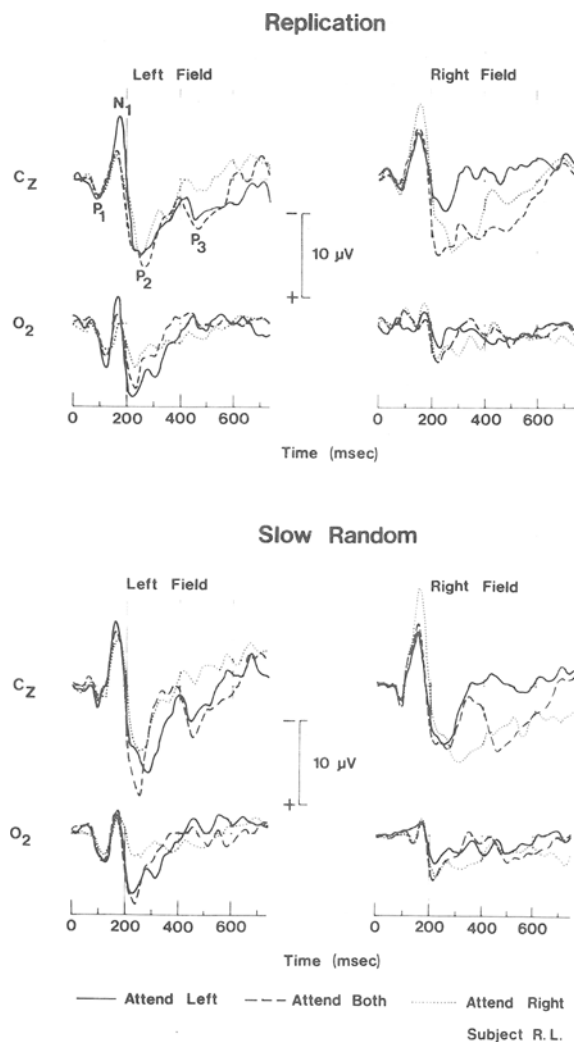 Replication
Left Field Right Field
N1
CZ
P1
P3
P2
−
10 µV
+
O2
0 200 400 600 0 200 400 600
Time (msec)
Slow Random
Left Field Right Field
CZ
−
10 µV
+
O2
0 200 400 600 0 200 400 600
Time (msec)
Attend Left Attend Both Attend Right
Subject R.L.